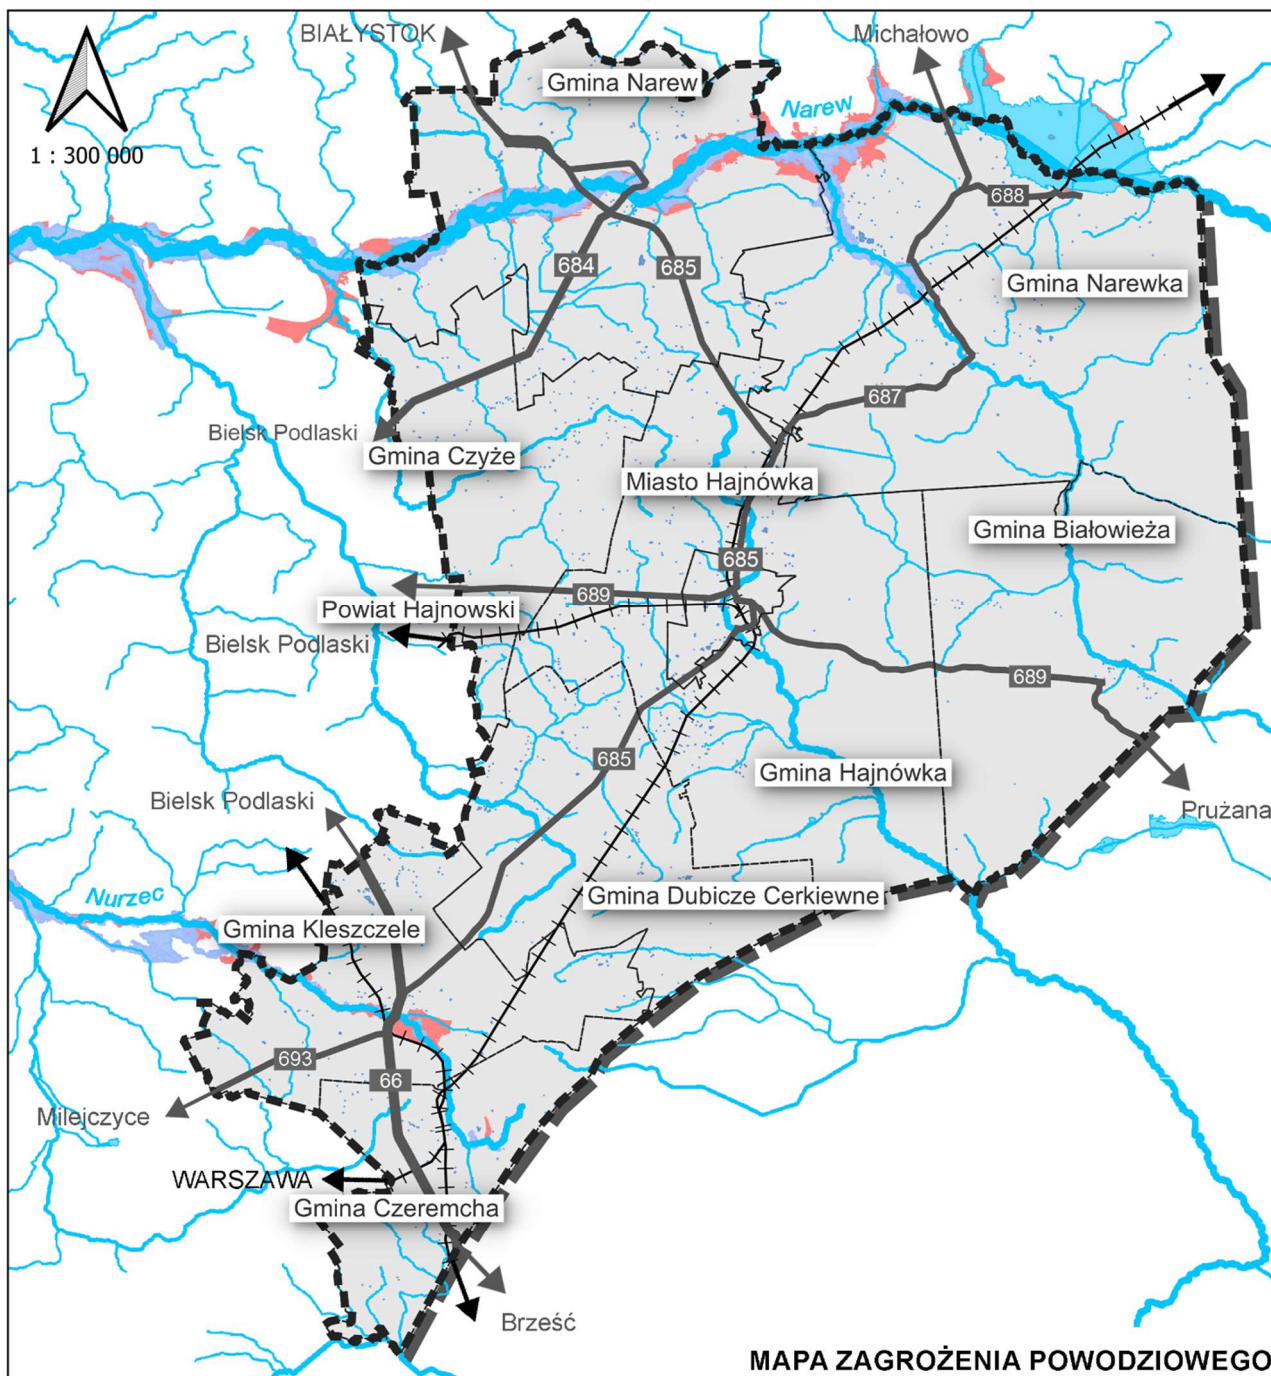 BIAŁYSTOK
Michałowo
Gmina Narew
Narew
1 : 300 000
688
684
685
Gmina Narewka
687
Bielsk Podlaski
Gmina Czyże
Miasto Hajnówka
Gmina Białowieża
685
689
Powiat Hajnowski
Bielsk Podlaski
689
685
Gmina Hajnówka
Bielsk Podlaski
Prużana
Nurzec
Gmina Dubicze Cerkiewne
Gmina Kleszczele
693
66
Milejczyce
WARSZAWA
Gmina Czeremcha
Brześć
MAPA ZAGROŻENIA POWODZIOWEGO